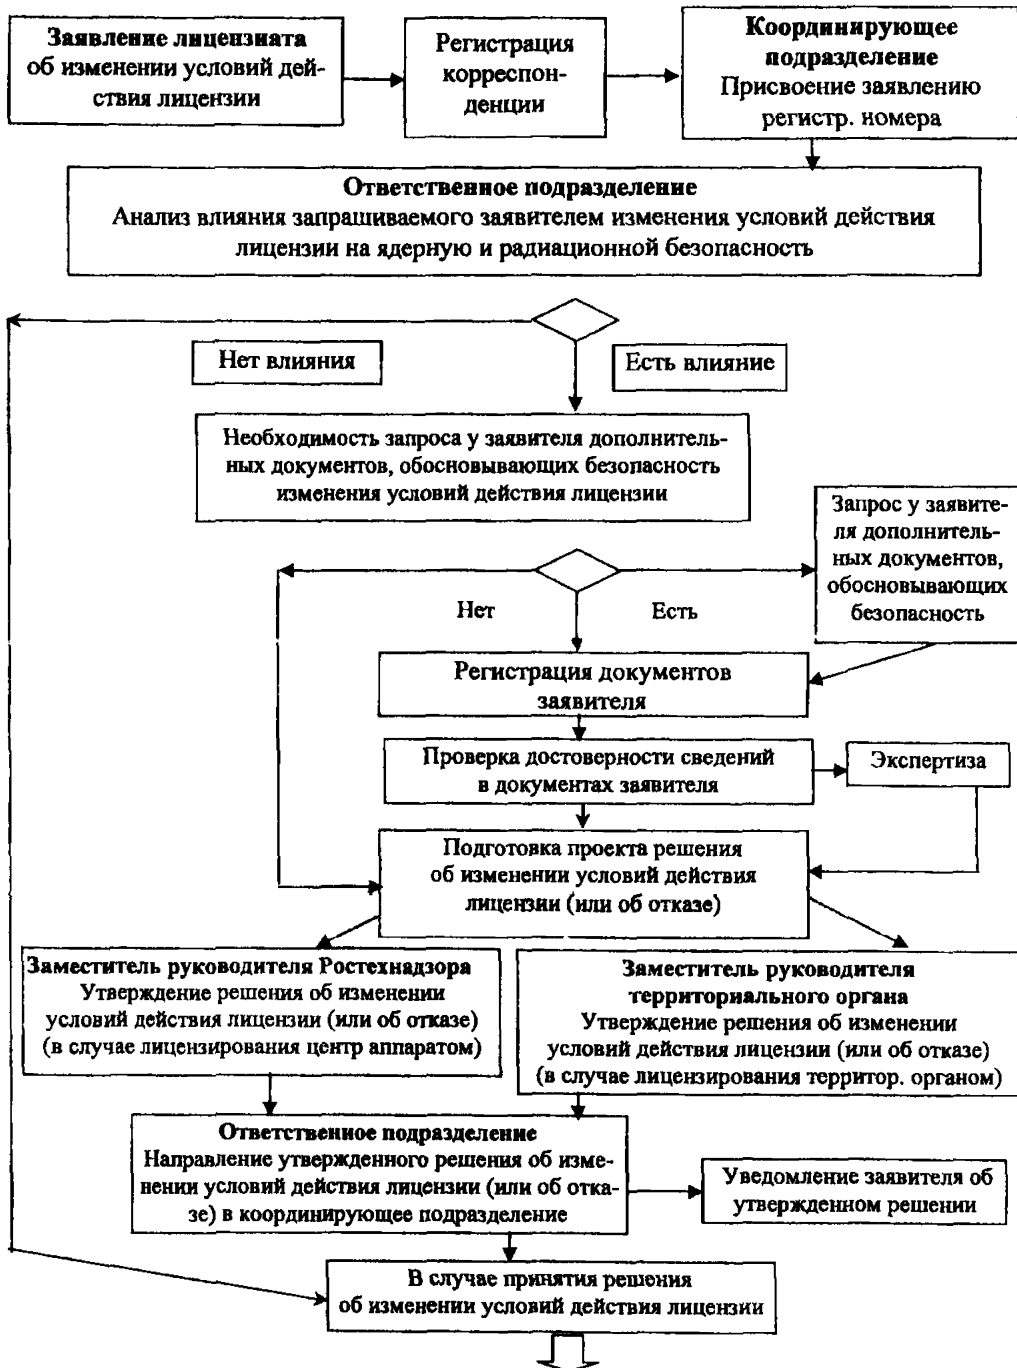 Заявление лицензиата
об изменении условий дей-
ствия лицензии
Регистрация
корреспон-
денции
Координирующее
подразделение
Присвоение заявлению
регистр. номера
Ответственное подразделение
Анализ влияния запрашиваемого заявителем изменения условий действия
лицензии на ядерную и радиационной безопасность
Нет влияния
Есть влияние
Необходимость запроса у заявителя дополнитель-
ных документов, обосновывающих безопасность
изменения условий действия лицензии
Запрос у заявите-
ля дополнитель-
ных документов,
обосновывающих
безопасность
Нет
Есть
Регистрация документов
заявителя
Проверка достоверности сведений
в документах заявителя
Экспертиза
Подготовка проекта решения
об изменении условий действия
лицензии (или об отказе)
Заместитель руководителя Ростехнадзора
Утверждение решения об изменении
условий действия лицензии (или об отказе)
(в случае лицензирования центр аппаратом)
Заместитель руководителя
территориального органа
Утверждение решения об изменении
условий действия лицензии (или об отказе)
(в случае лицензирования территор. органом)
Ответственное подразделение
Направление утвержденного решения об изме-
нении условий действия лицензии (или об отка-
зе) в координирующее подразделение
Уведомление заявителя об
утвержденном решении
В случае принятия решения
об изменении условий действия лицензии